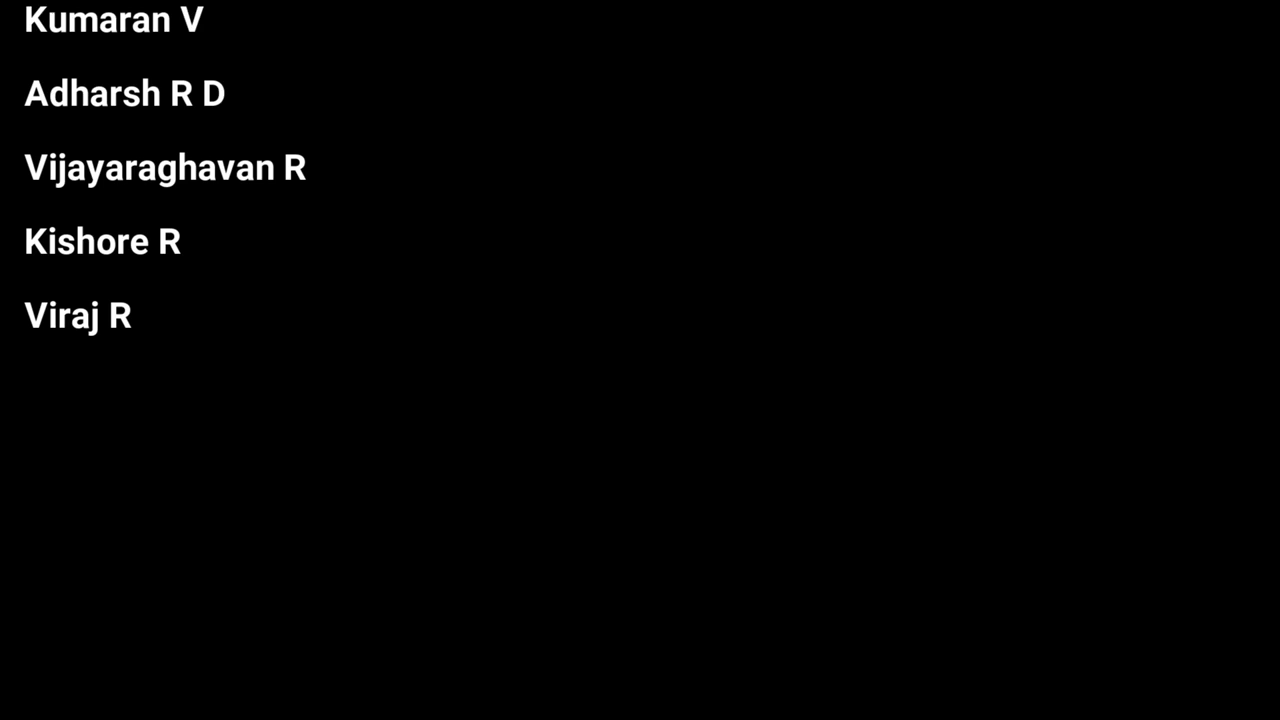 Kumaran V
Adharsh R D
Vijayaraghavan R
Kishore R
Viraj R